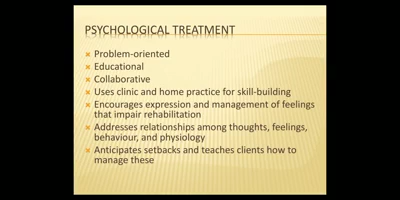 PSYCHOLOGICAL TREATMENT
Problem-oriented
Educational
Collaborative
Uses clinic and home practice for skill-building
Encourages expression and management of feelings
that impair rehabilitation
Addresses relationships among thoughts, feelings,
behaviour, and physiology
Anticipates setbacks and teaches clients how to
manage these